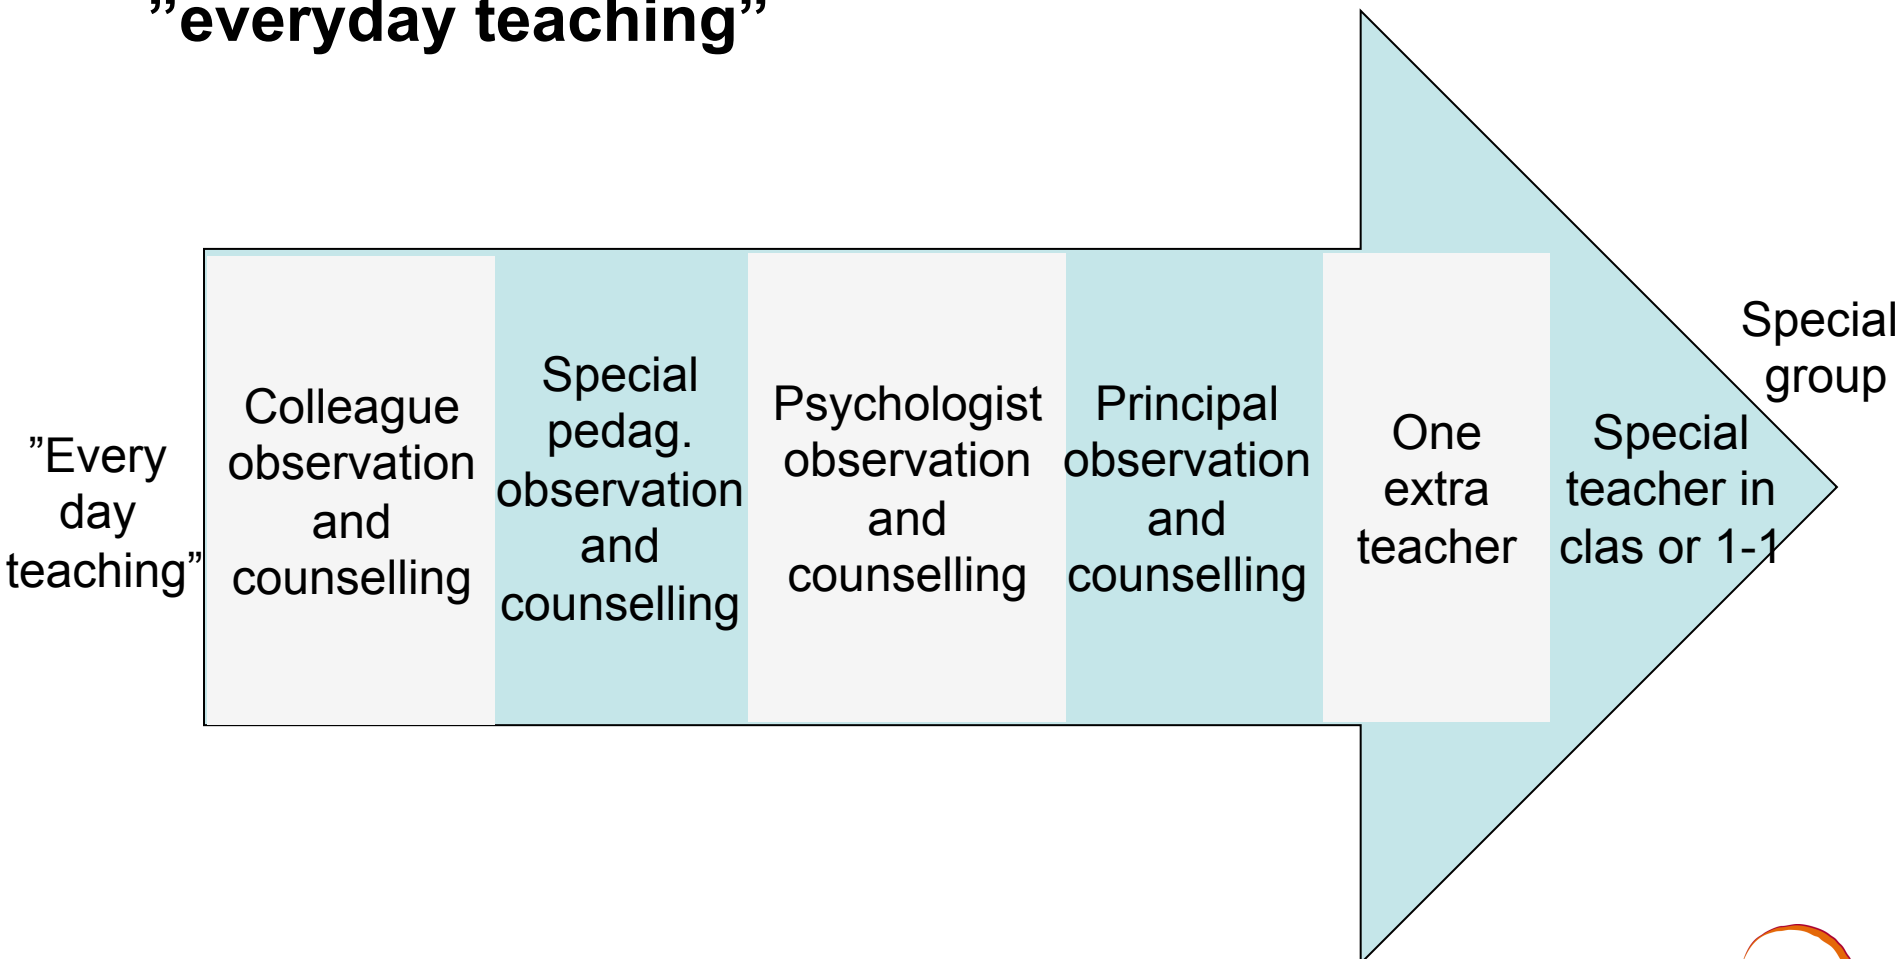 ”everyday teaching”
”Every
day
teaching”
Colleague
observation
and
counselling
Special
pedag.
observation
and
counselling
Psychologist
observation
and
counselling
Principal
observation
and
counselling
One
extra
teacher
Special
teacher in
clas or 1-1
Special
group